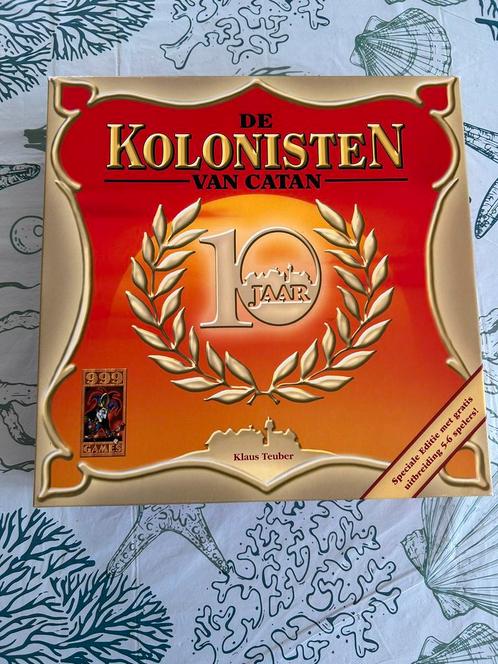 DE
KOLONISTEN
VAN CATAN
10
JAAR
999
GAMES
Klaus Teuber
Speciale Editie met gratis
uitbreiding 5-6 spelers!